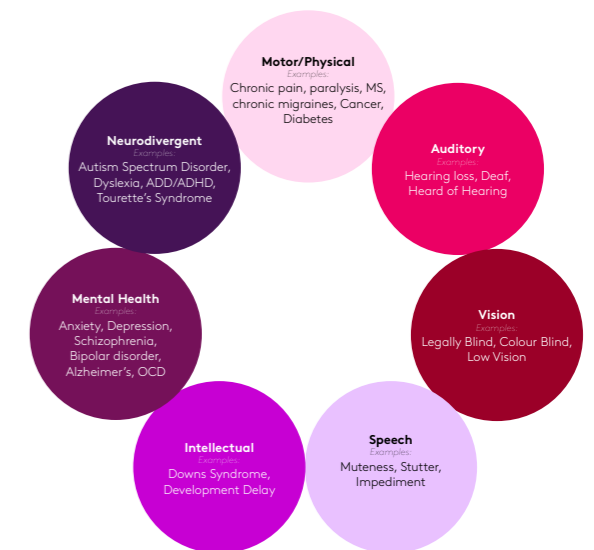 Motor/Physical
Examples:
Chronic pain, paralysis, MS,
chronic migraines, Cancer,
Diabetes
Auditory
Examples:
Hearing loss, Deaf,
Heard of Hearing
Vision
Examples:
Legally Blind, Colour Blind,
Low Vision
Speech
Examples:
Muteness, Stutter,
Impediment
Intellectual
Examples:
Downs Syndrome,
Development Delay
Mental Health
Examples:
Anxiety, Depression,
Schizophrenia,
Bipolar disorder,
Alzheimer's, OCD
Neurodivergent
Examples:
Autism Spectrum Disorder,
Dyslexia, ADD/ADHD,
Tourette's Syndrome